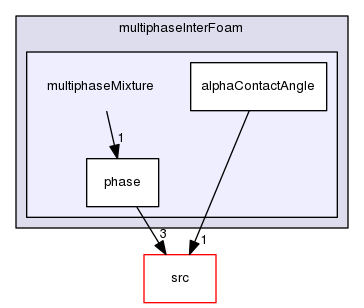 multiphaseInterFoam
multiphaseMixture
alphaContactAngle
1
phase
3
1
src